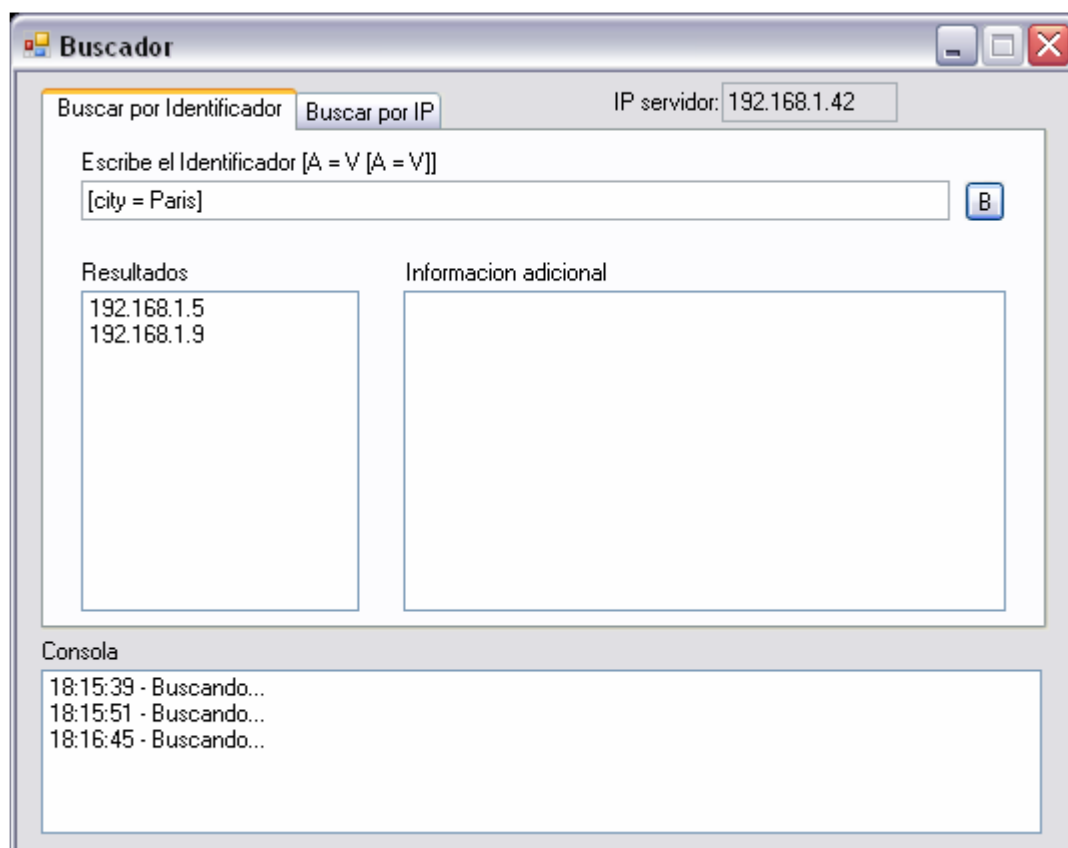 Buscador
Buscar por Identificador
Buscar por IP
IP servidor: 192.168.1.42
Escribe el Identificador [A = V [A = V]]
[city = Paris]
B
Resultados
Informacion adicional
192.168.1.5
192.168.1.9
Consola
18:15:39 - Buscando...
18:15:51 - Buscando...
18:16:45 - Buscando...